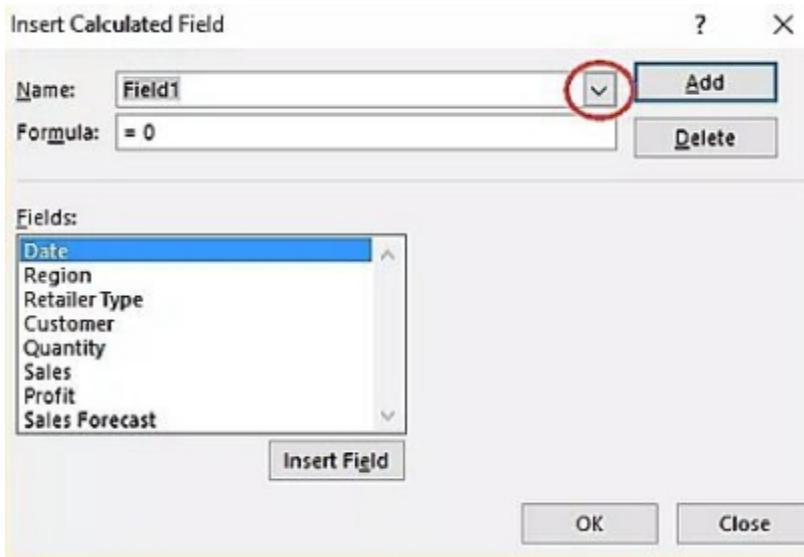 Insert Calculated Field ?
Name: Field1 Add
Formula: = 0 Delete
Fields:
Date
Region
Retailer Type
Customer
Quantity
Sales
Profit
Sales Forecast
Insert Field
OK Close